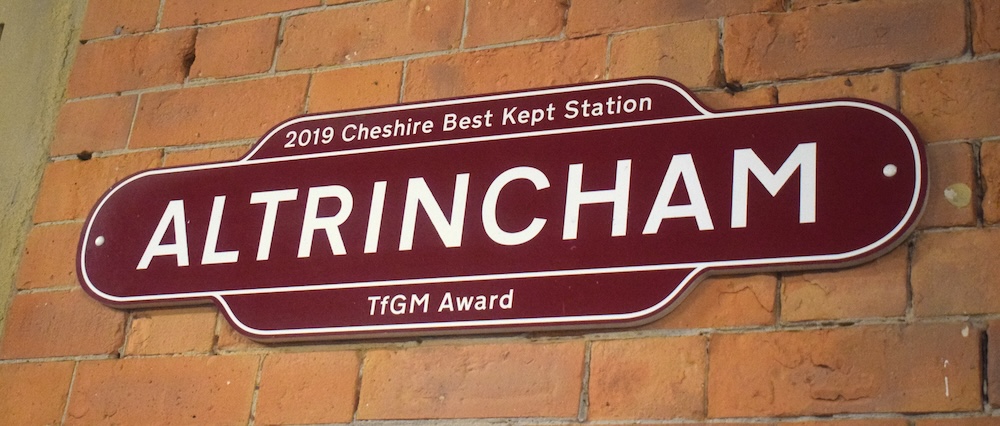 2019 Cheshire Best Kept Station
ALTRINCHAM
TfGM Award